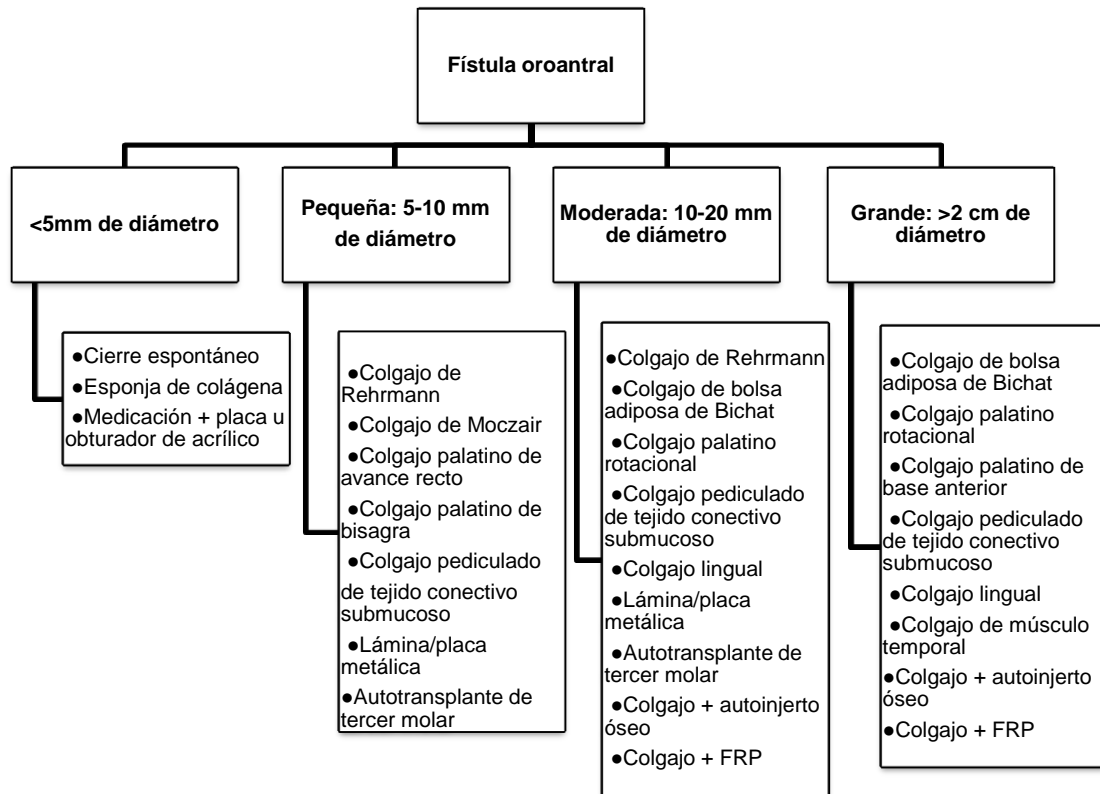 Fístula oroantral
<5mm de diámetro
Pequeña: 5-10 mm
de diámetro
Moderada: 10-20 mm
de diámetro
Grande: >2 cm de
diámetro
●Cierre espontáneo
●Esponja de colágena
●Medicación + placa u
obturador de acrílico
●Colgajo de
Rehrmann
●Colgajo de Moczair
●Colgajo palatino de
avance recto
●Colgajo palatino de
bisagra
●Colgajo pediculado
de tejido conectivo
submucoso
●Lámina/placa
metálica
●Autotransplante de
tercer molar
●Colgajo de Rehrmann
●Colgajo de bolsa
adiposa de Bichat
●Colgajo palatino
rotacional
●Colgajo pediculado
de tejido conectivo
submucoso
●Colgajo lingual
●Lámina/placa
metálica
●Autotransplante de
tercer molar
●Colgajo + autoinjerto
óseo
●Colgajo + FRP
●Colgajo de bolsa
adiposa de Bichat
●Colgajo palatino
rotacional
●Colgajo palatino de
base anterior
●Colgajo pediculado
de tejido conectivo
submucoso
●Colgajo lingual
●Colgajo de músculo
temporal
●Colgajo + autoinjerto
óseo
●Colgajo + FRP